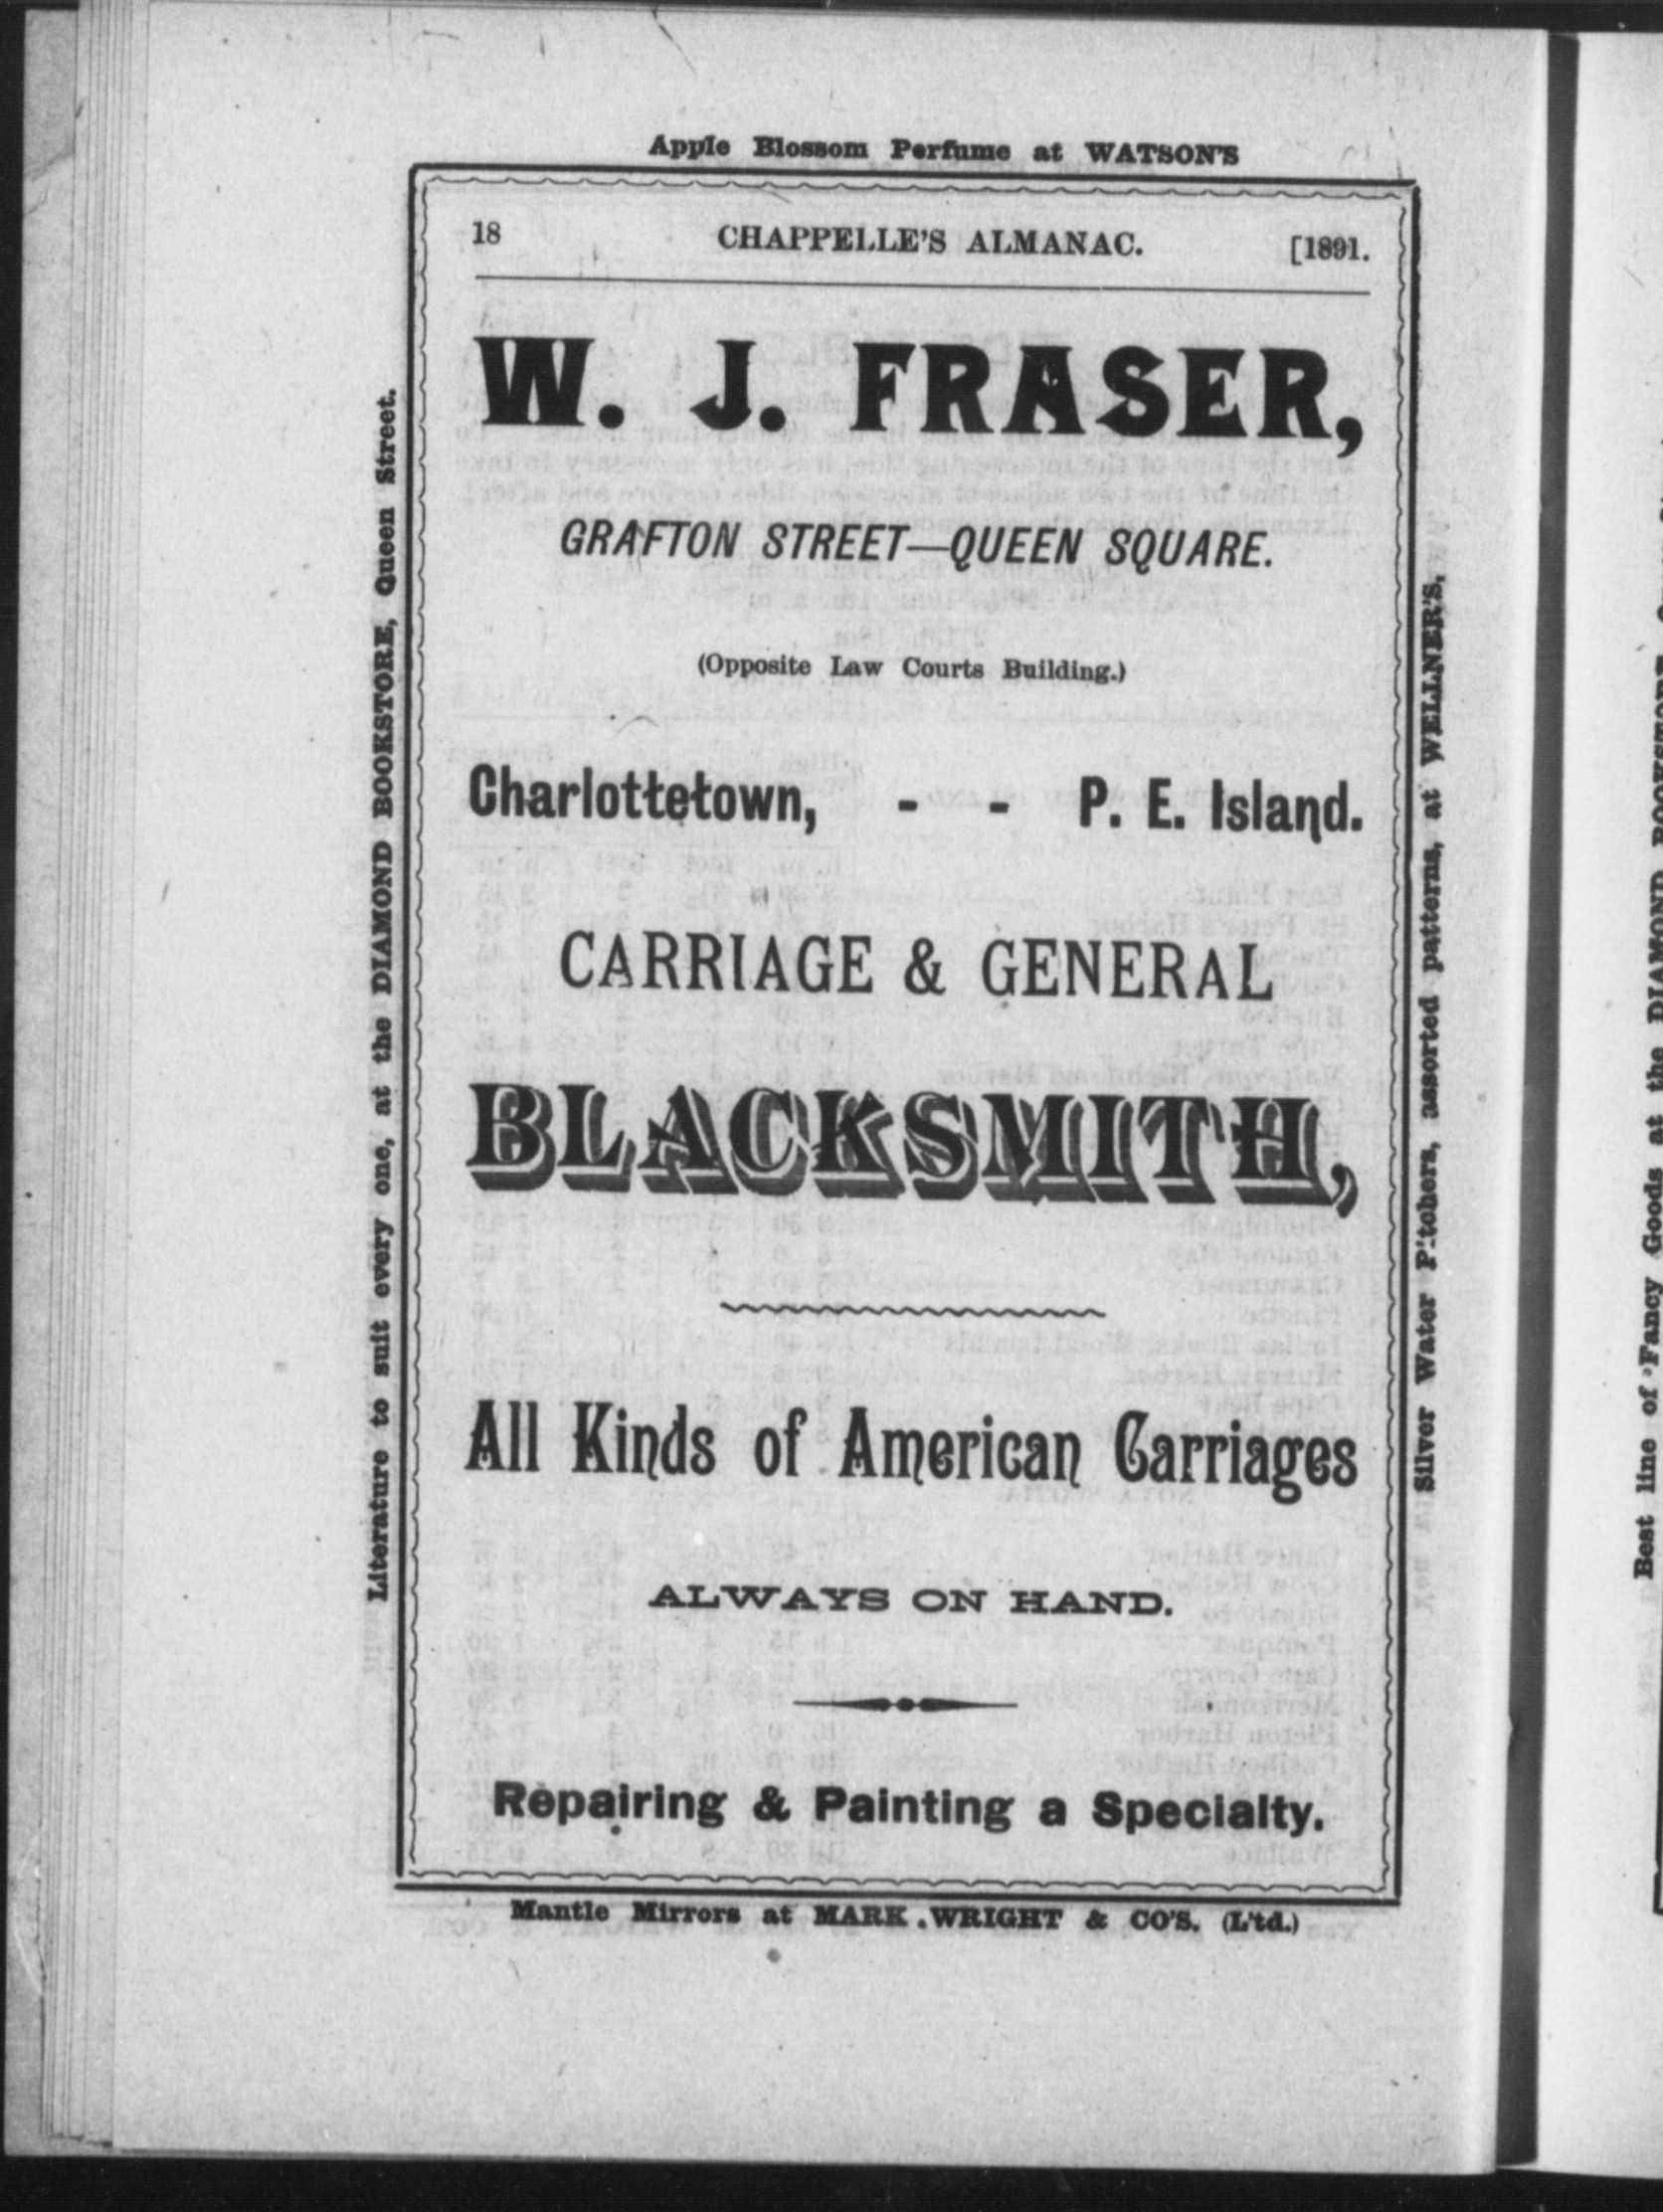 Apple Blossom Perfume at WATSON'S
18 CHAPPELLE'S ALMANAC. [1891.
W. J. FRASER,
GRAFTON STREET—QUEEN SQUARE.
(Opposite Law Courts Building.)
Charlottetown, - - P. E. Island.
CARRIAGE & GENERAL
BLACKSMITH,
All Kinds of American Carriages
ALWAYS ON HAND.
Repairing & Painting a Specialty.
Mantle Mirrors at MARK WRIGHT & CO'S. (L'td.)
Literature to suit every one, at the DIAMOND BOOKSTORE, Queen Street.
Silver Water Pitchers, assorted patterns, at WELLNER'S.
Best line of Fancy Goods at the DIAMOND BOOKSTORE